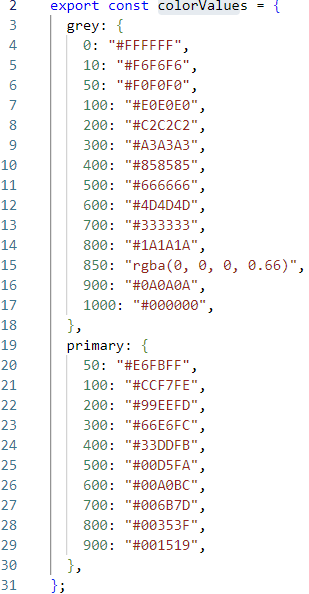 2 export const colorValues = {
3 grey: {
4 0: "#FFFFFF",
5 10: "#F6F6F6",
6 50: "#F0F0F0",
7 100: "#E0E0E0",
8 200: "#C2C2C2",
9 300: "#A3A3A3",
10 400: "#858585",
11 500: "#666666",
12 600: "#4D4D4D",
13 700: "#333333",
14 800: "#1A1A1A",
15 850: "rgba(0, 0, 0, 0.66)",
16 900: "#0A0A0A",
17 1000: "#000000",
18 },
19 primary: {
20 50: "#E6FBFF",
21 100: "#CCF7FE",
22 200: "#99EEFD",
23 300: "#66E6FC",
24 400: "#33DDFB",
25 500: "#00D5FA",
26 600: "#00A0BC",
27 700: "#006B7D",
28 800: "#00353F",
29 900: "#001519",
30 },
31 };